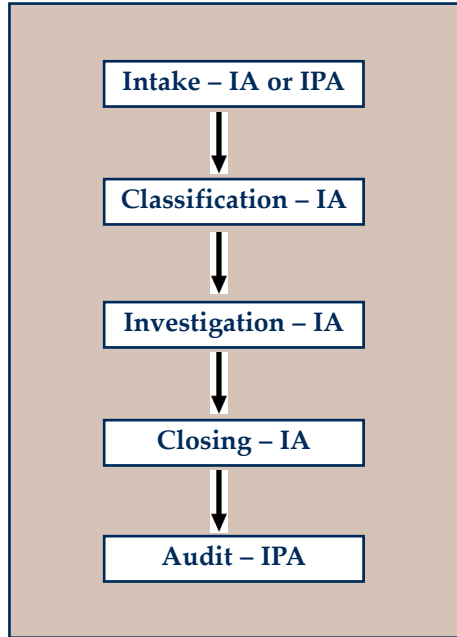 Intake – IA or IPA
Classification – IA
Investigation – IA
Closing – IA
Audit – IPA